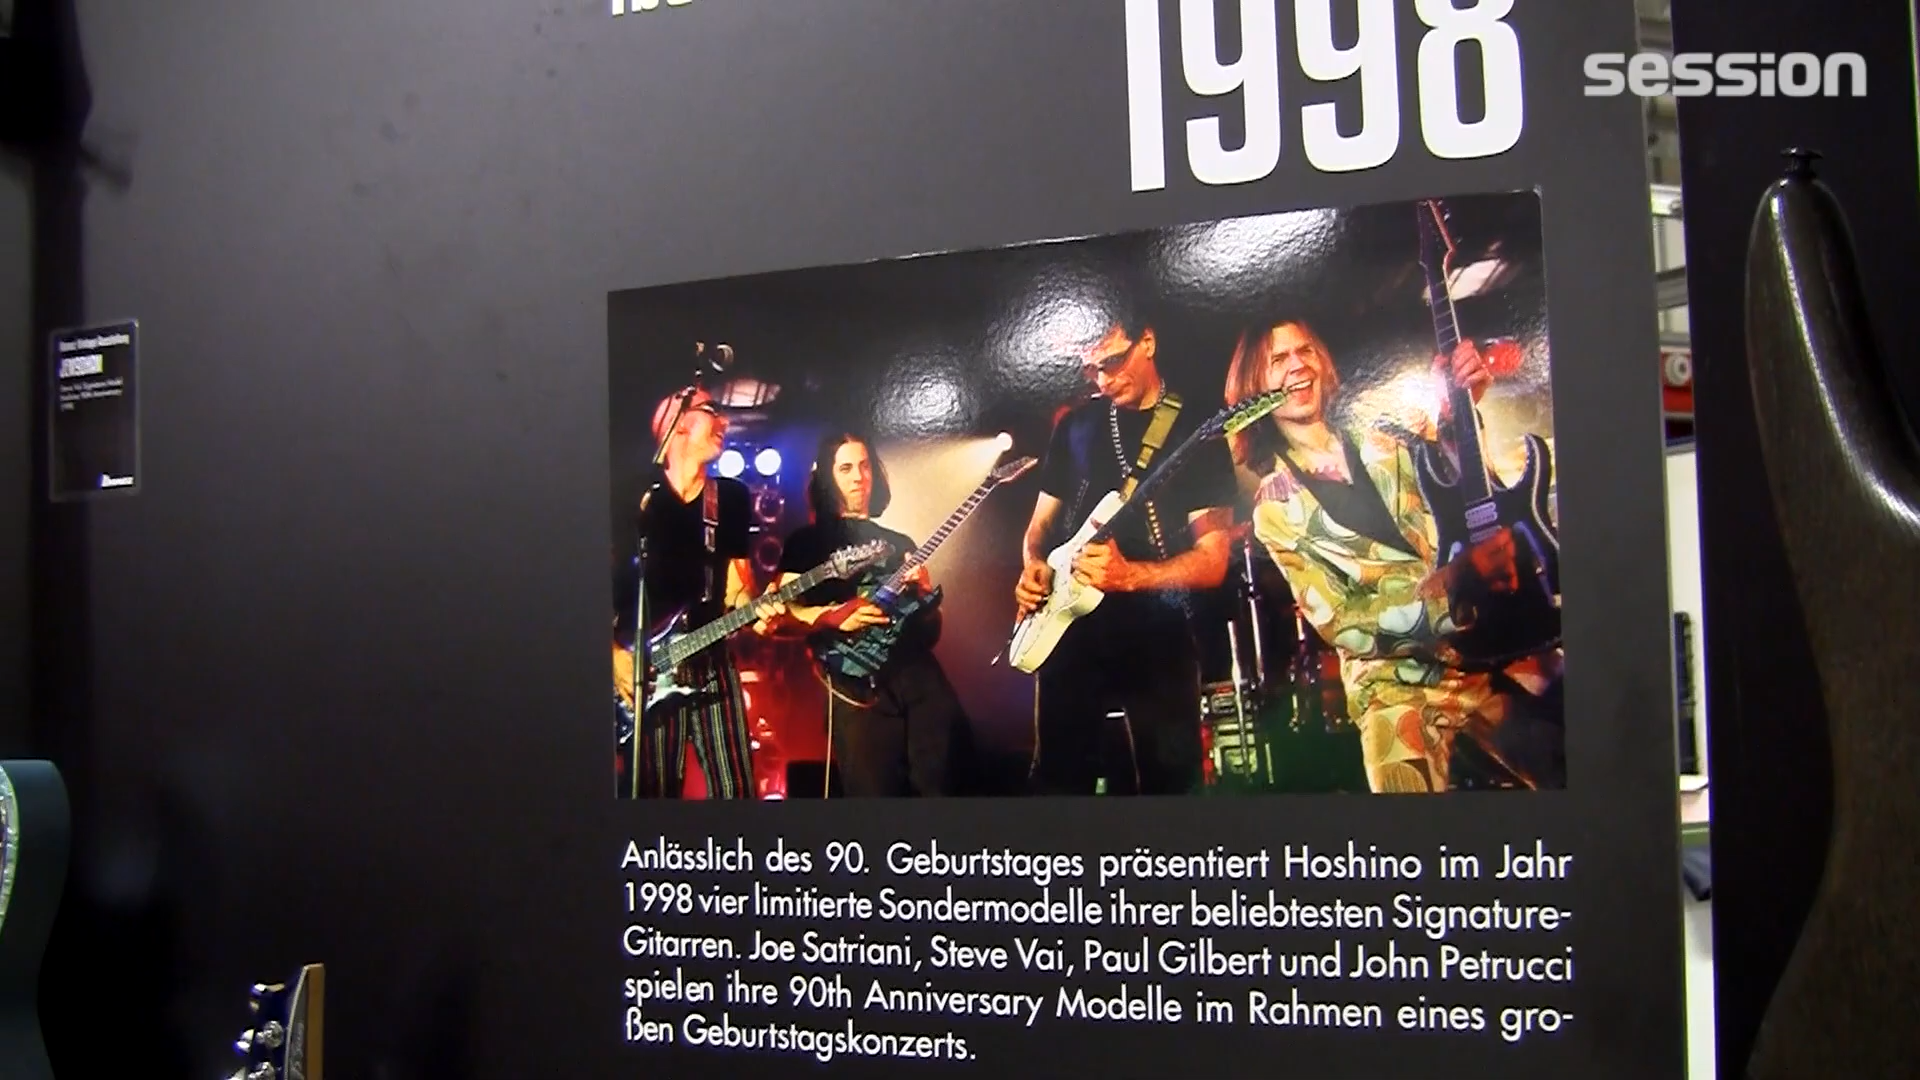 1998
session
JEM90HAM
Ibanez
Anlässlich des 90. Geburtstages präsentiert Hoshino im Jahr
1998 vier limitierte Sondermodelle ihrer beliebtesten Signature-
Gitarren. Joe Satriani, Steve Vai, Paul Gilbert und John Petrucci
spielen ihre 90th Anniversary Modelle im Rahmen eines gro-
ßen Geburtstagskonzerts.